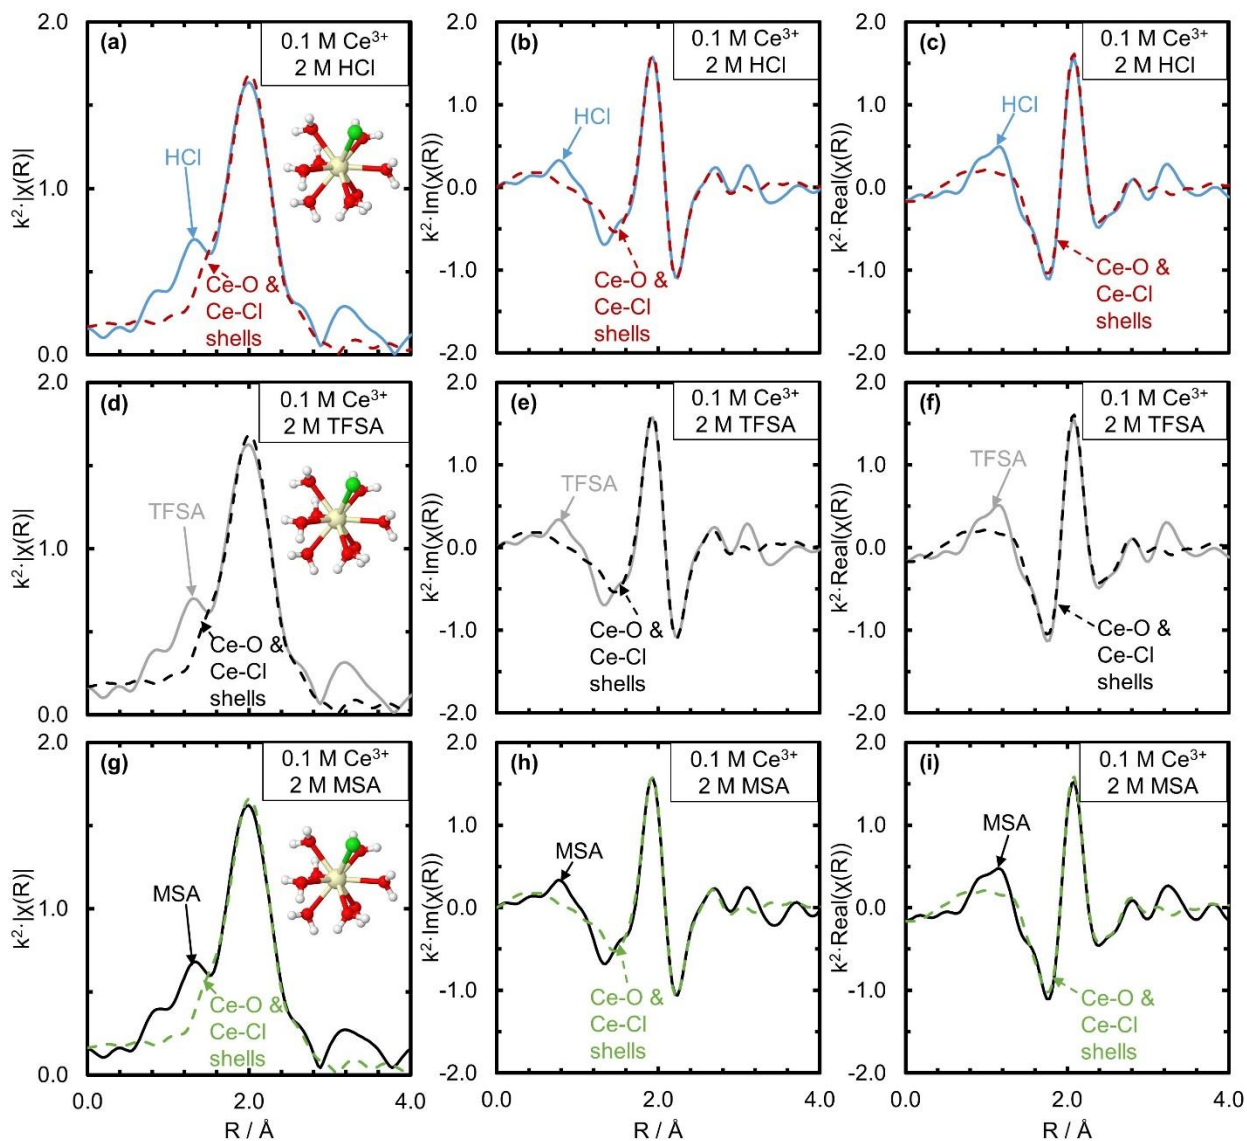 (a)
0.1 M Ce³⁺
2 M HCl
HCl
Ce-O &
Ce-Cl
shells
k²·|χ(R)|
2.0
1.0
0.0
(b)
0.1 M Ce³⁺
2 M HCl
HCl
Ce-O &
Ce-Cl
shells
k²·Im(χ(R))
2.0
1.0
0.0
-1.0
-2.0
(c)
0.1 M Ce³⁺
2 M HCl
HCl
Ce-O &
Ce-Cl
shells
k²·Real(χ(R))
2.0
1.0
0.0
-1.0
-2.0
(d)
0.1 M Ce³⁺
2 M TFSA
TFSA
Ce-O &
Ce-Cl
shells
k²·|χ(R)|
2.0
1.0
0.0
(e)
0.1 M Ce³⁺
2 M TFSA
TFSA
Ce-O &
Ce-Cl
shells
k²·Im(χ(R))
2.0
1.0
0.0
-1.0
-2.0
(f)
0.1 M Ce³⁺
2 M TFSA
TFSA
Ce-O &
Ce-Cl
shells
k²·Real(χ(R))
2.0
1.0
0.0
-1.0
-2.0
(g)
0.1 M Ce³⁺
2 M MSA
MSA
Ce-O &
Ce-Cl
shells
k²·|χ(R)|
2.0
1.0
0.0
0.0 2.0 4.0
R / Å
(h)
0.1 M Ce³⁺
2 M MSA
MSA
Ce-O &
Ce-Cl
shells
k²·Im(χ(R))
2.0
1.0
0.0
-1.0
-2.0
0.0 2.0 4.0
R / Å
(i)
0.1 M Ce³⁺
2 M MSA
MSA
Ce-O &
Ce-Cl
shells
k²·Real(χ(R))
2.0
1.0
0.0
-1.0
-2.0
0.0 2.0 4.0
R / Å